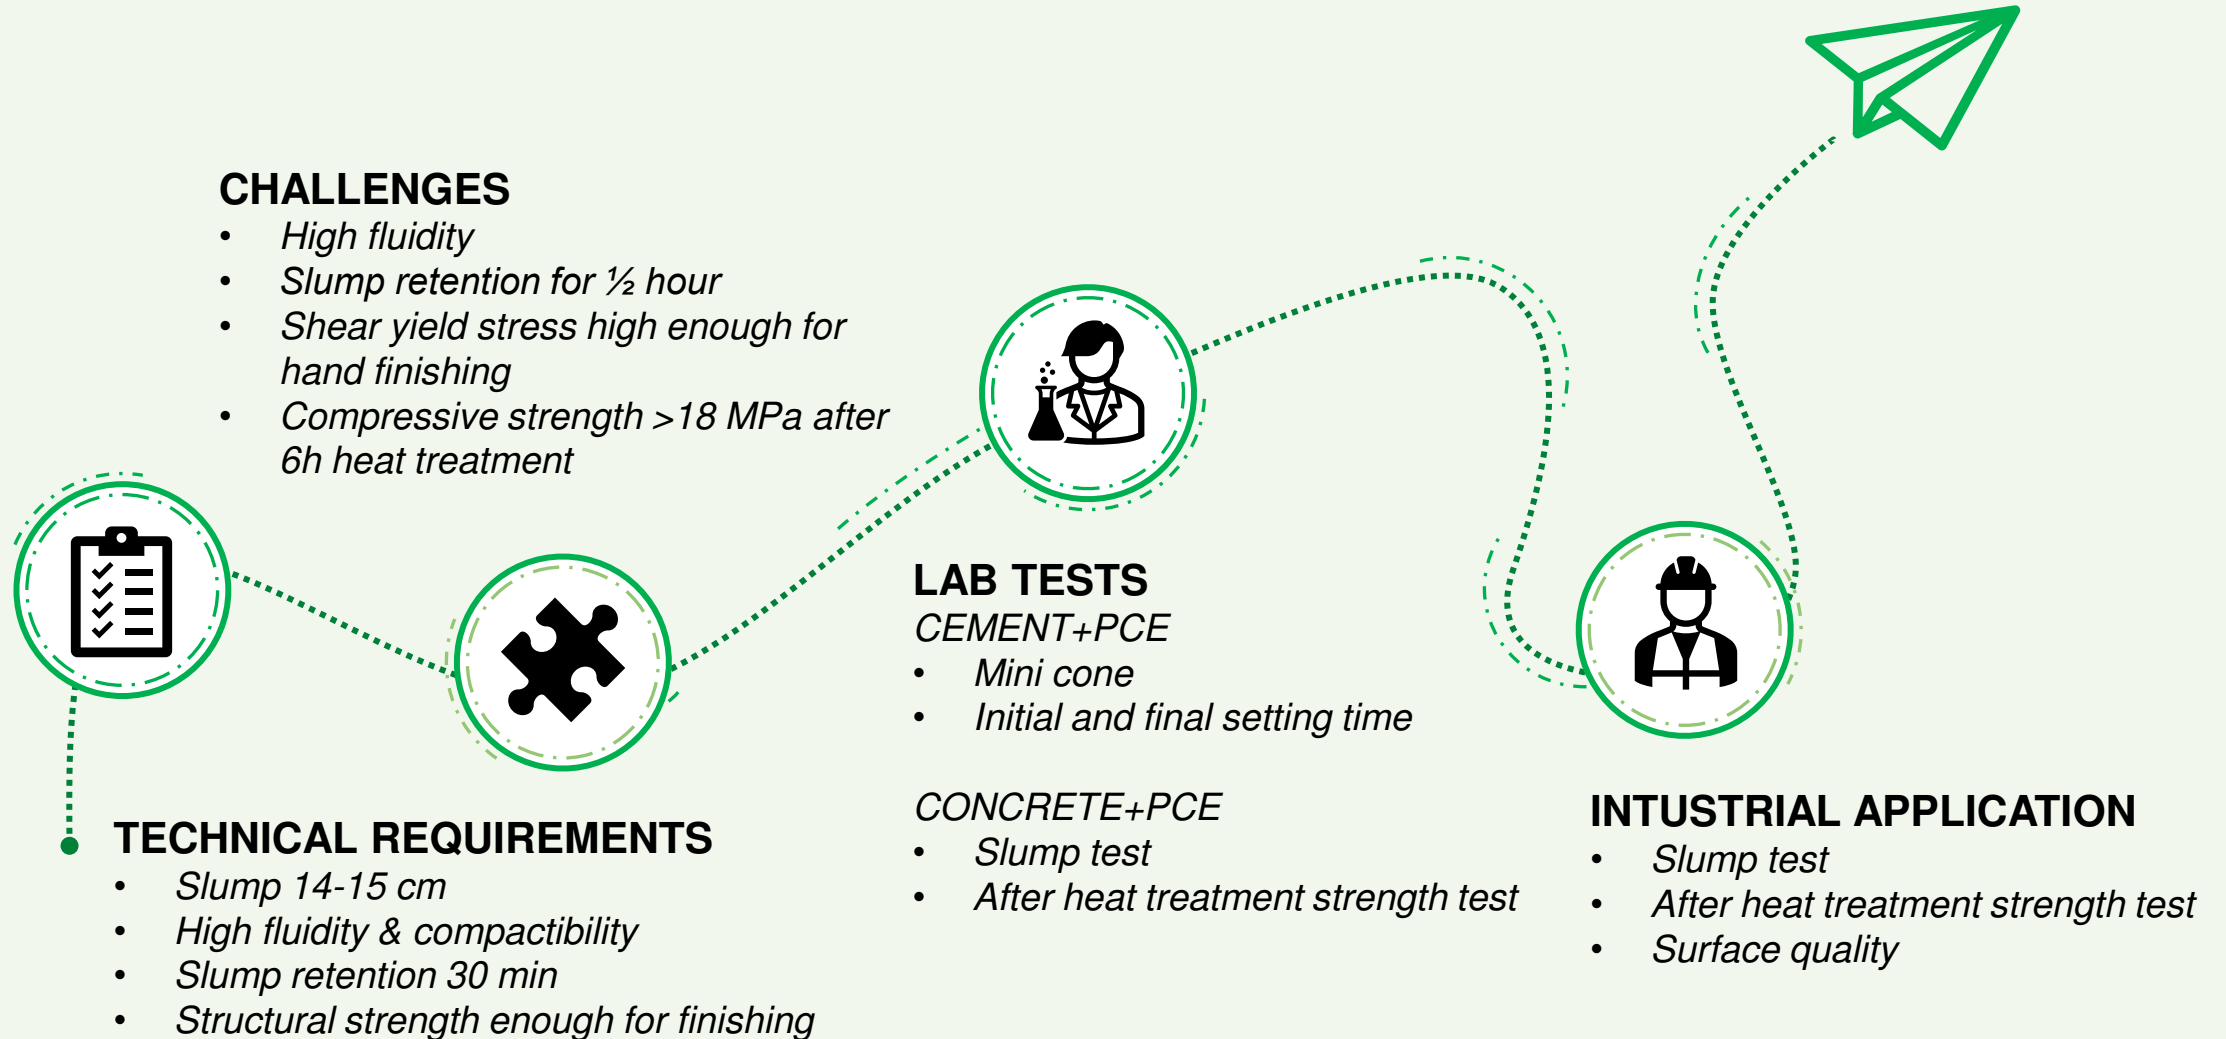 CHALLENGES
• High fluidity
• Slump retention for ½ hour
• Shear yield stress high enough for
hand finishing
• Compressive strength >18 MPa after
6h heat treatment
TECHNICAL REQUIREMENTS
• Slump 14-15 cm
• High fluidity & compactibility
• Slump retention 30 min
• Structural strength enough for finishing
LAB TESTS
CEMENT+PCE
• Mini cone
• Initial and final setting time
CONCRETE+PCE
• Slump test
• After heat treatment strength test
INTUSTRIAL APPLICATION
• Slump test
• After heat treatment strength test
• Surface quality